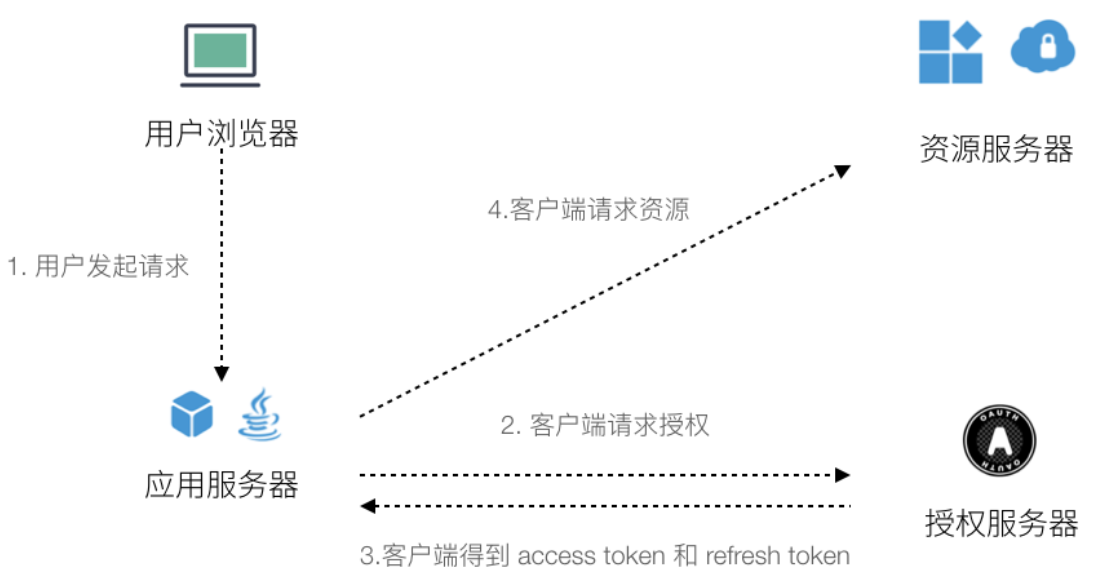 用户浏览器
资源服务器
4.客户端请求资源
1. 用户发起请求
2. 客户端请求授权
OAUTH
A
OAUTH
应用服务器
授权服务器
3.客户端得到 access token 和 refresh token